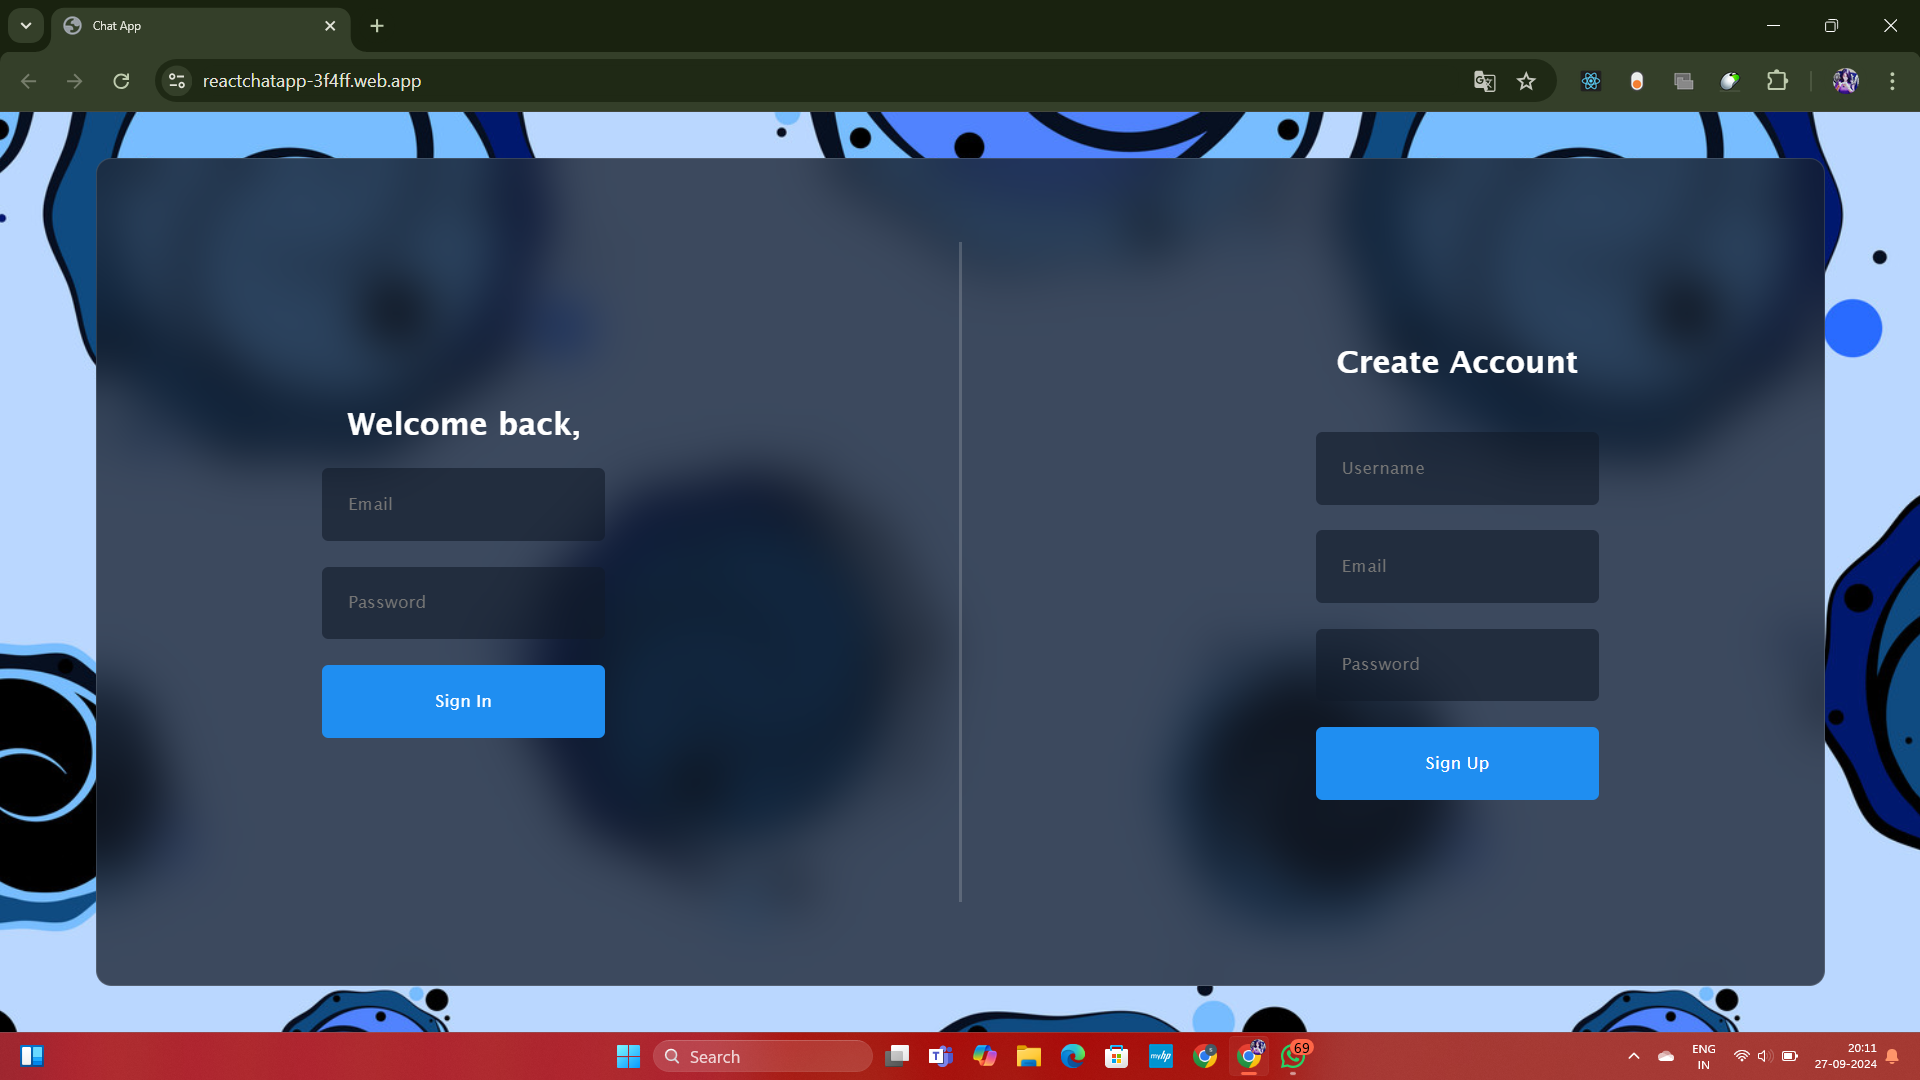 Chat App
reactchatapp-3f4ff.web.app
Welcome back,
Email
Password
Sign In
Create Account
Username
Email
Password
Sign Up
Search
myhp
69
ENG
IN
20:11
27-09-2024